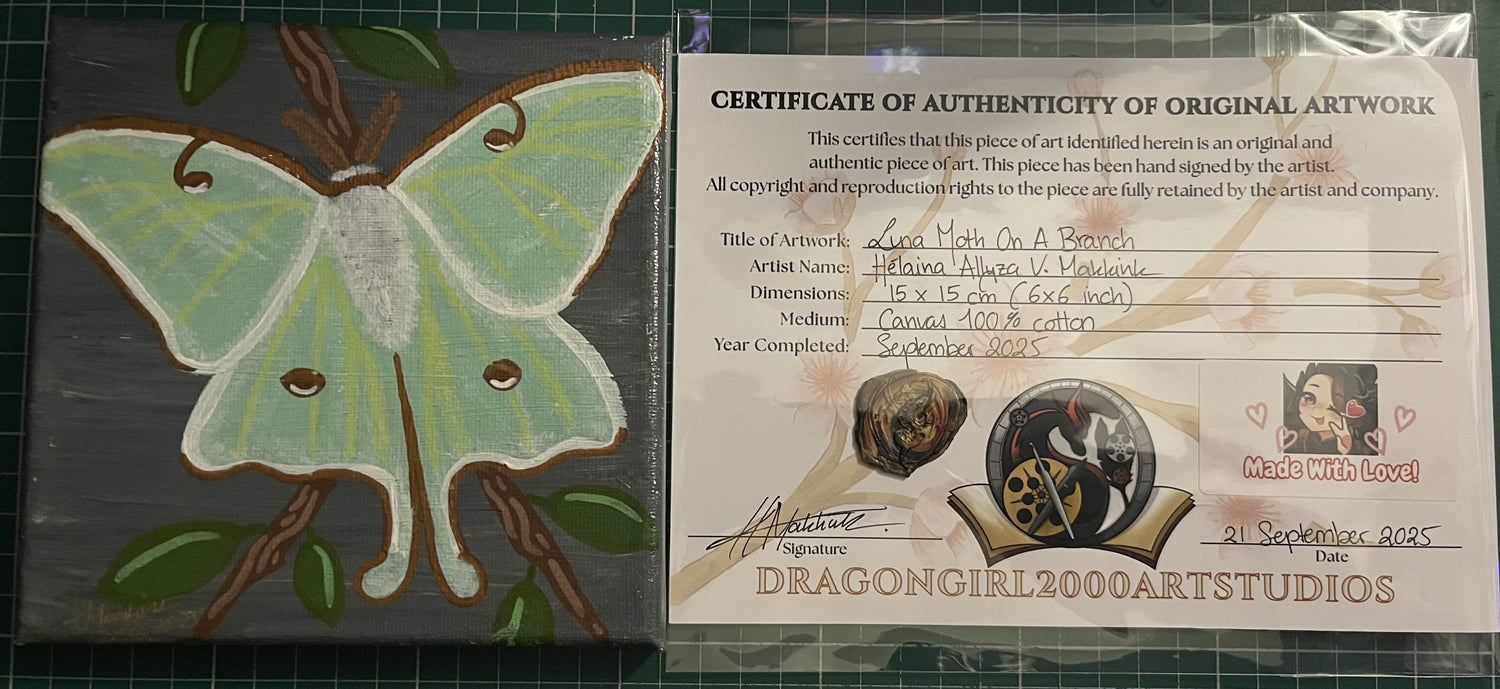 CERTIFICATE OF AUTHENTICITY OF ORIGINAL ARTWORK
This certifies that this piece of art identified herein is an original and
authentic piece of art. This piece has been hand signed by the artist.
All copyright and reproduction rights to the piece are fully retained by the artist and company.
Title of Artwork: Luna Moth On A Branch
Artist Name: Hélaina V. Makkink
Dimensions: 15 x 15 cm (6x6 inch)
Medium: Canvas 100% cotton
Year Completed: September 2025
Made With Love!
21 September 2025
Signature
Date
DRAGONGIRL2000ARTSTUDIOS